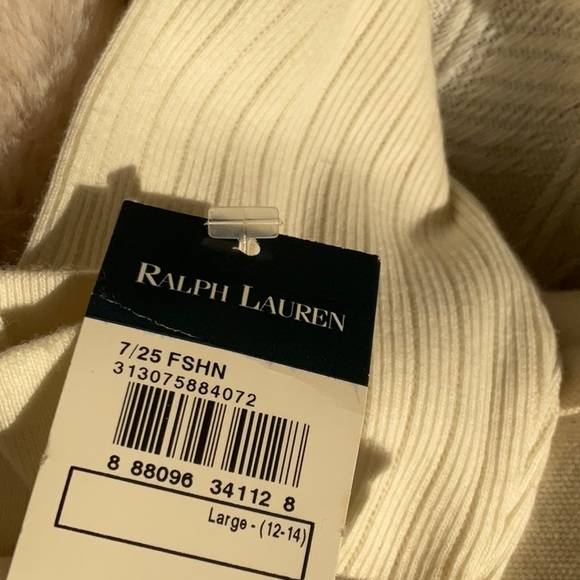 RALPH LAUREN
7/25 FSHN
313075884072
8 88096 34112 8
Large - (12-14)